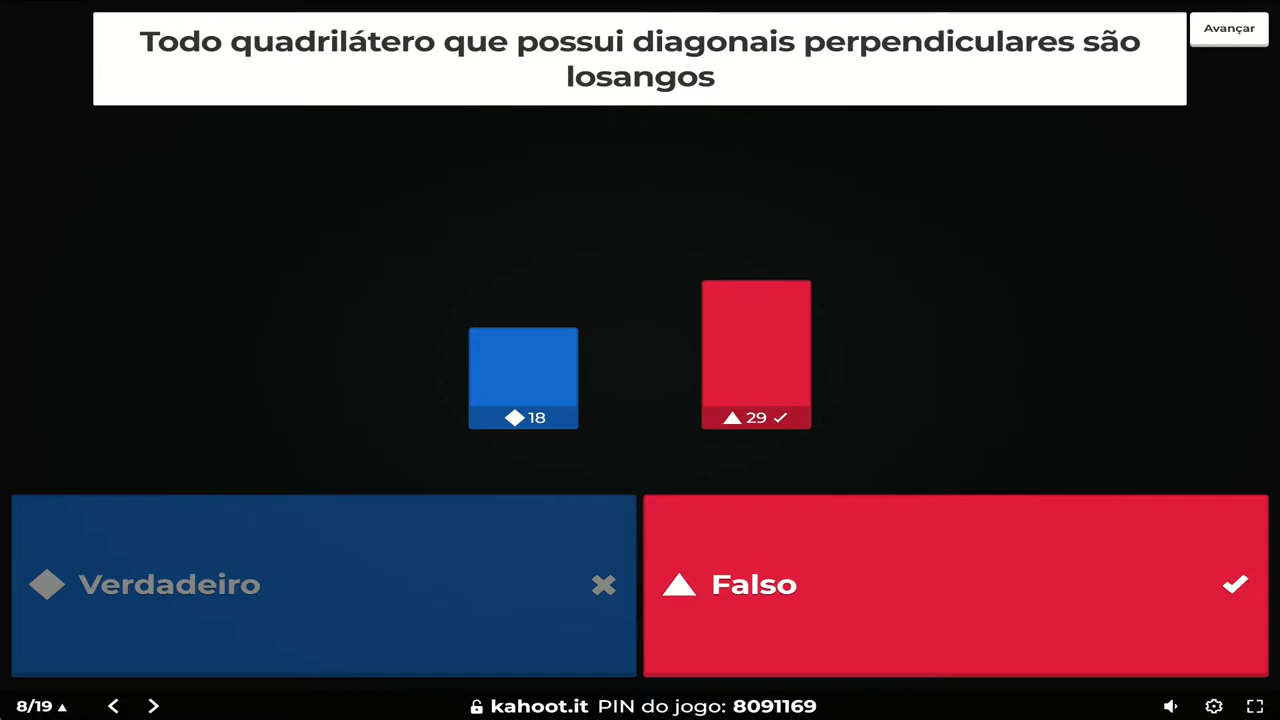 Todo quadrilátero que possui diagonais perpendiculares são
losangos
Avançar
18
29
Verdadeiro
Falso
8/19
kahoot.it PIN do jogo: 8091169